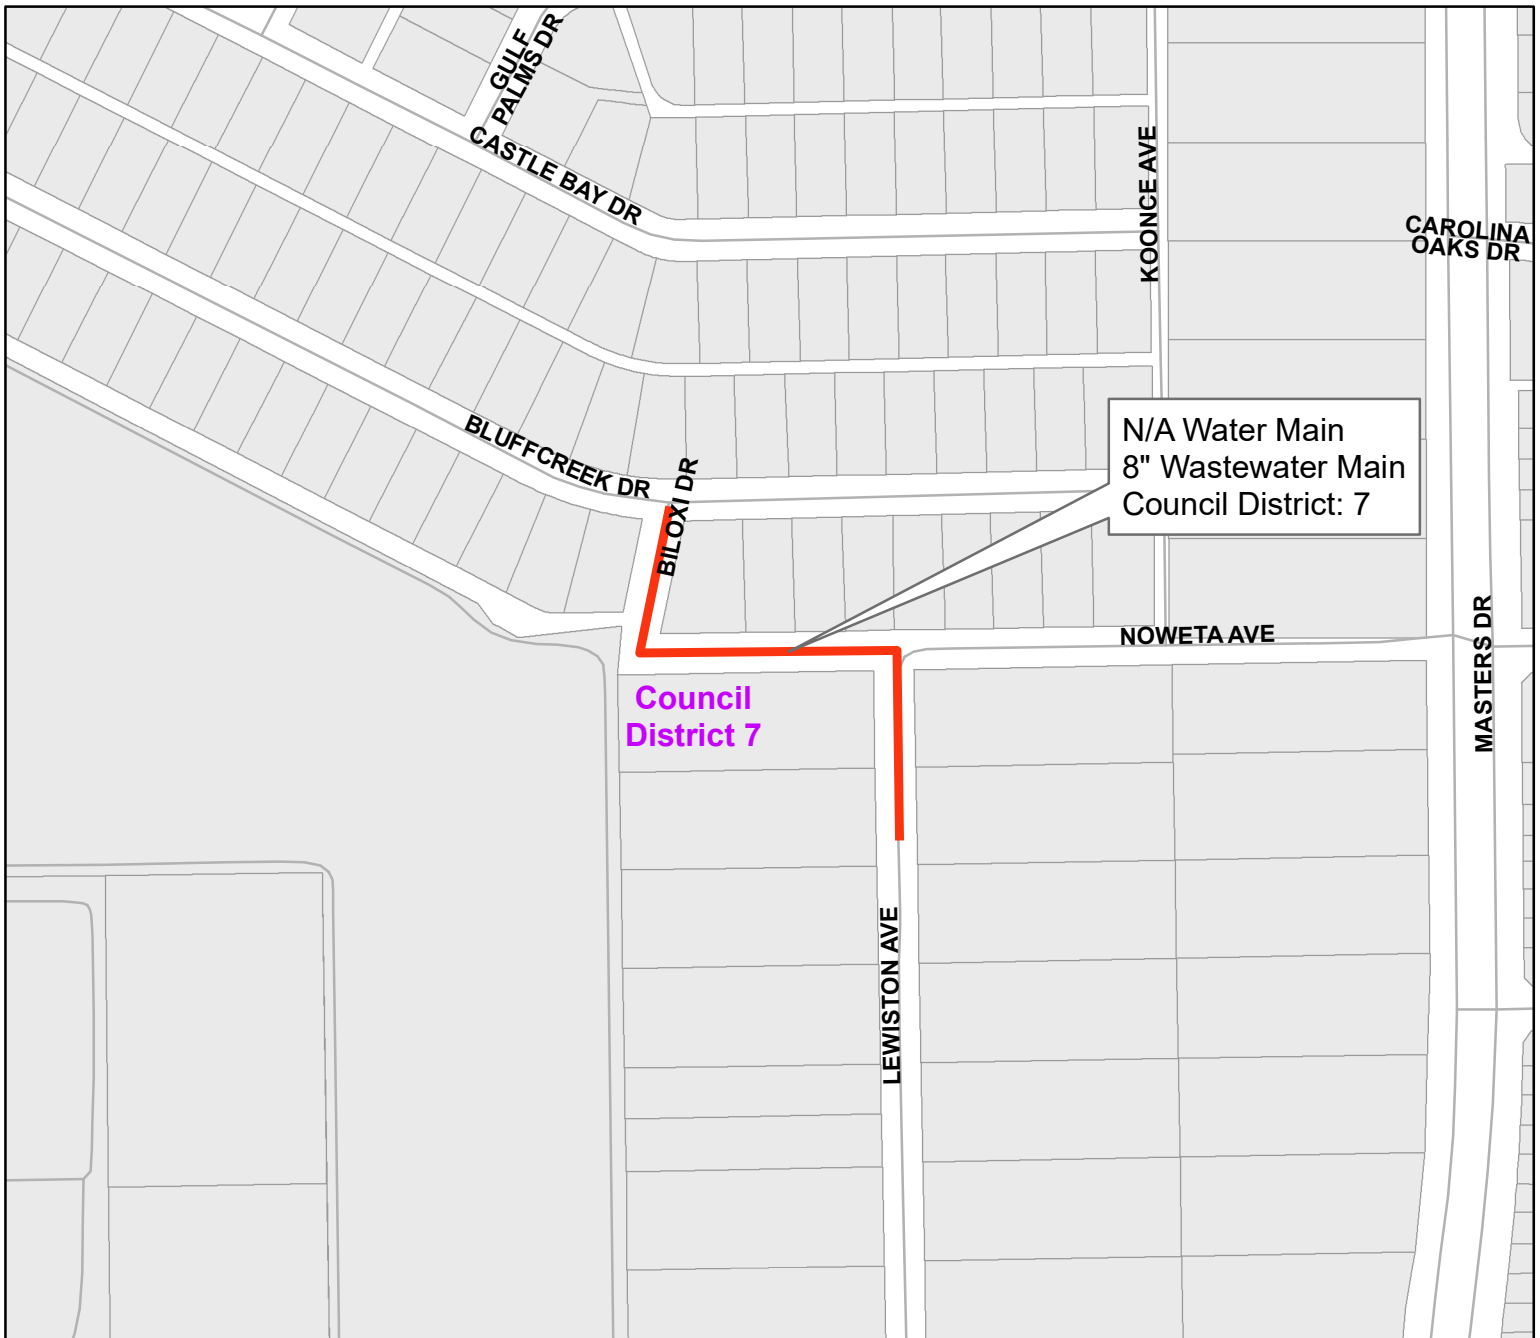 GULF
PALMS DR
CASTLE BAY DR
KOONCE AVE
CAROLINA
OAKS DR
BLUFFCREEK DR
BILOXI DR
N/A Water Main
8" Wastewater Main
Council District: 7
NOWETA AVE
MASTERS DR
Council
District 7
LEWISTON AVE